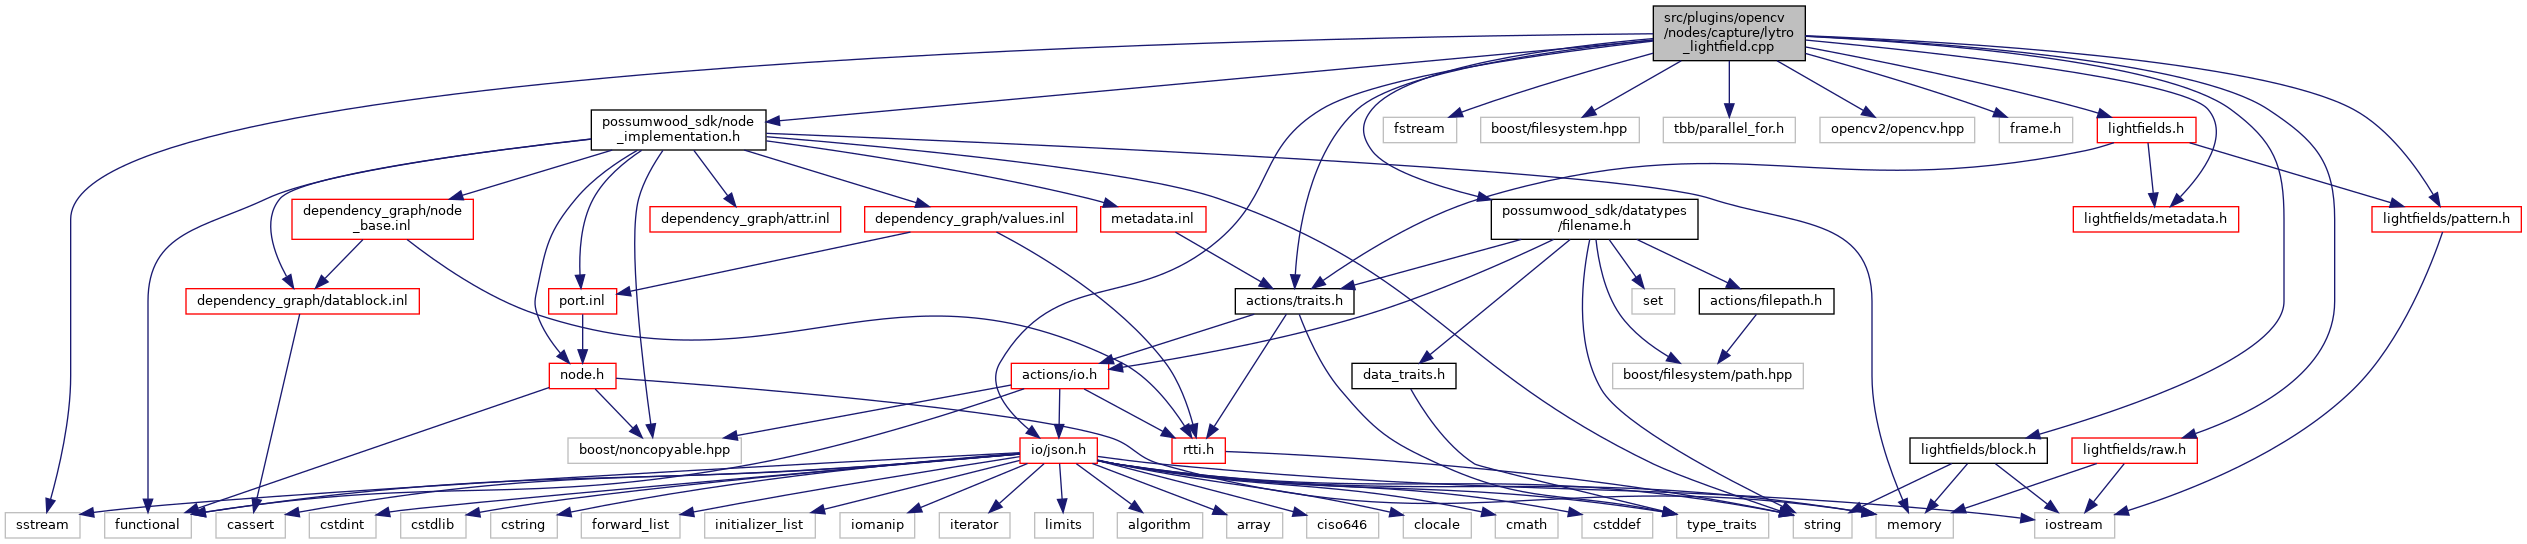 src/plugins/opencv
/nodes/capture/lytro
_lightfield.cpp
possumwood_sdk/node
_implementation.h
fstream
boost/filesystem.hpp
tbb/parallel_for.h
opencv2/opencv.hpp
frame.h
lightfields.h
dependency_graph/node
_base.inl
dependency_graph/attr.inl
dependency_graph/values.inl
metadata.inl
possumwood_sdk/datatypes
/filename.h
lightfields/metadata.h
lightfields/pattern.h
dependency_graph/datablock.inl
port.inl
actions/traits.h
set
actions/filepath.h
node.h
actions/io.h
data_traits.h
boost/filesystem/path.hpp
boost/noncopyable.hpp
io/json.h
rtti.h
lightfields/block.h
lightfields/raw.h
sstream
functional
cassert
cstdint
cstdlib
cstring
forward_list
initializer_list
iomanip
iterator
limits
algorithm
array
ciso646
clocale
cmath
cstddef
type_traits
string
memory
iostream